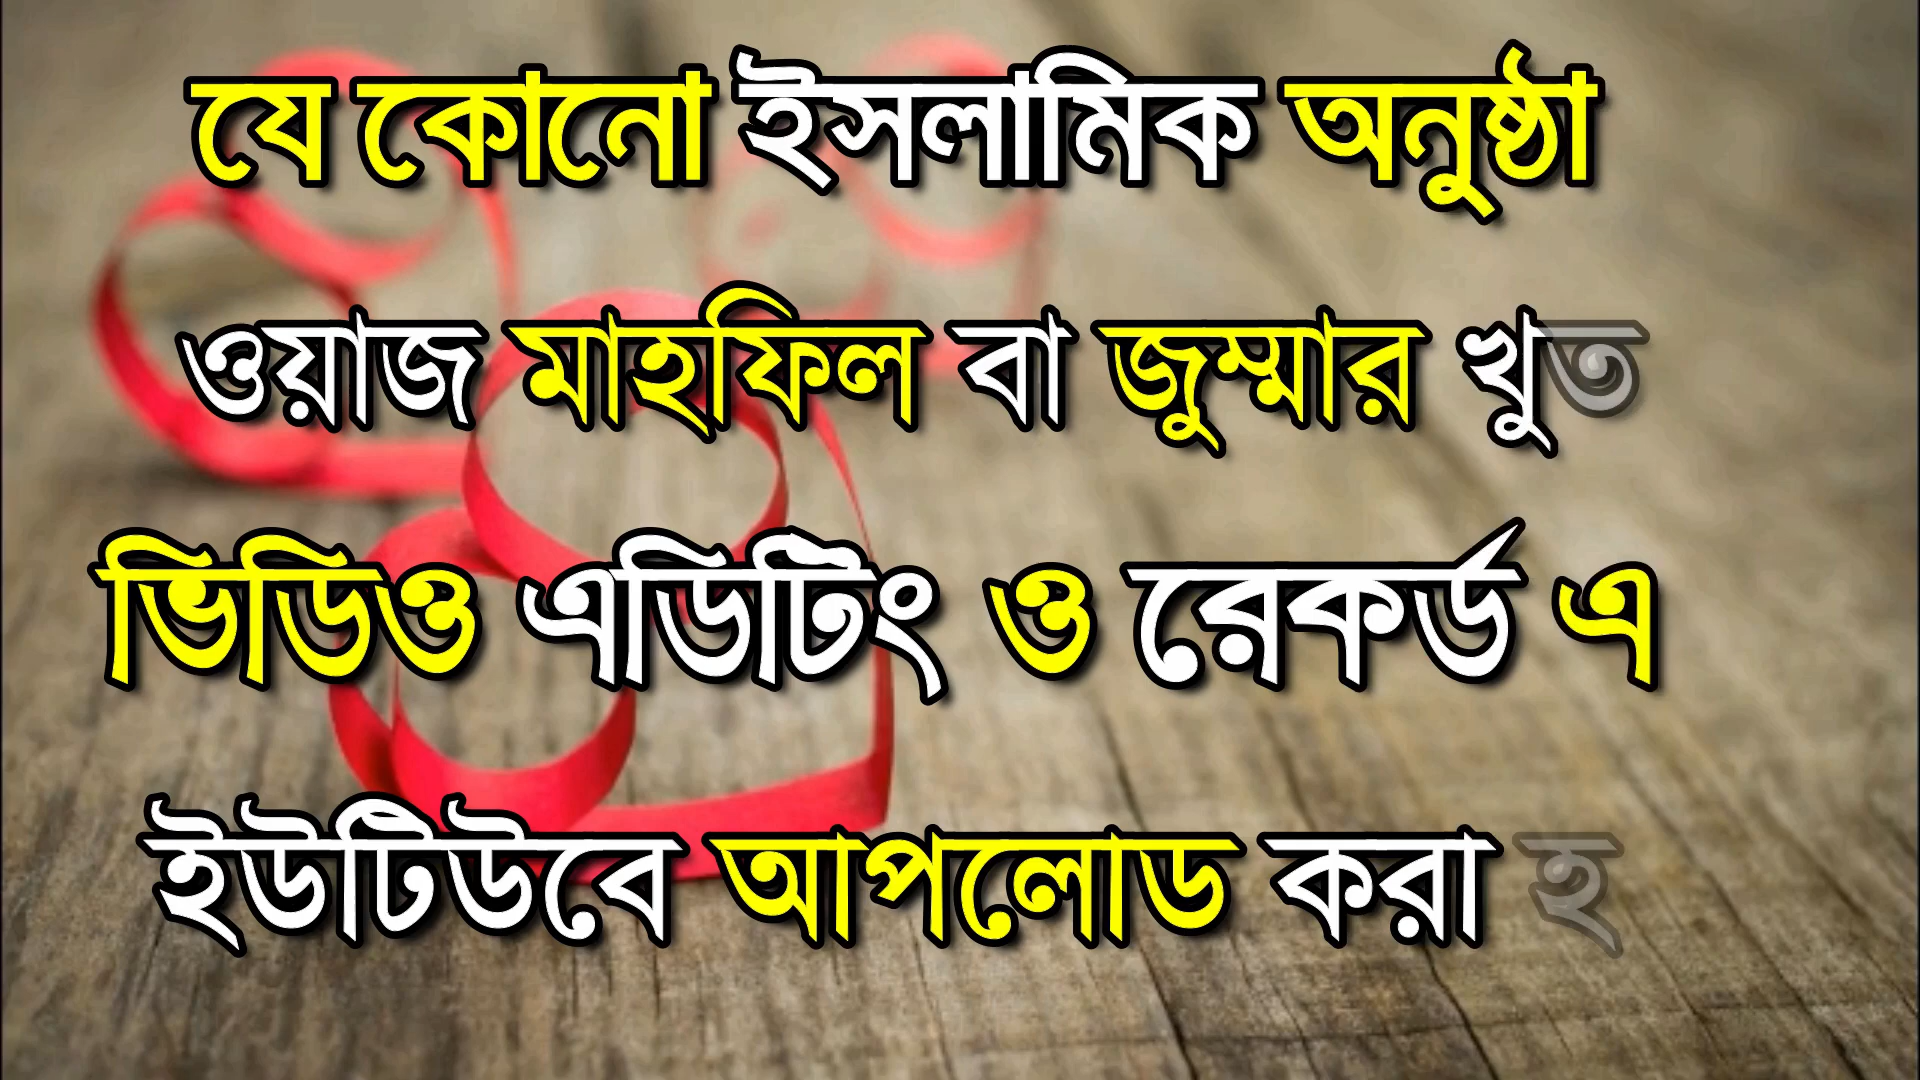 যে কোনো ইসলামিক অনুষ্ঠা
ওয়াজ মাহফিল বা জুম্মার খুত
ভিডিও এডিটিং ও রেকর্ড এ
ইউটিউবে আপলোড করা হ